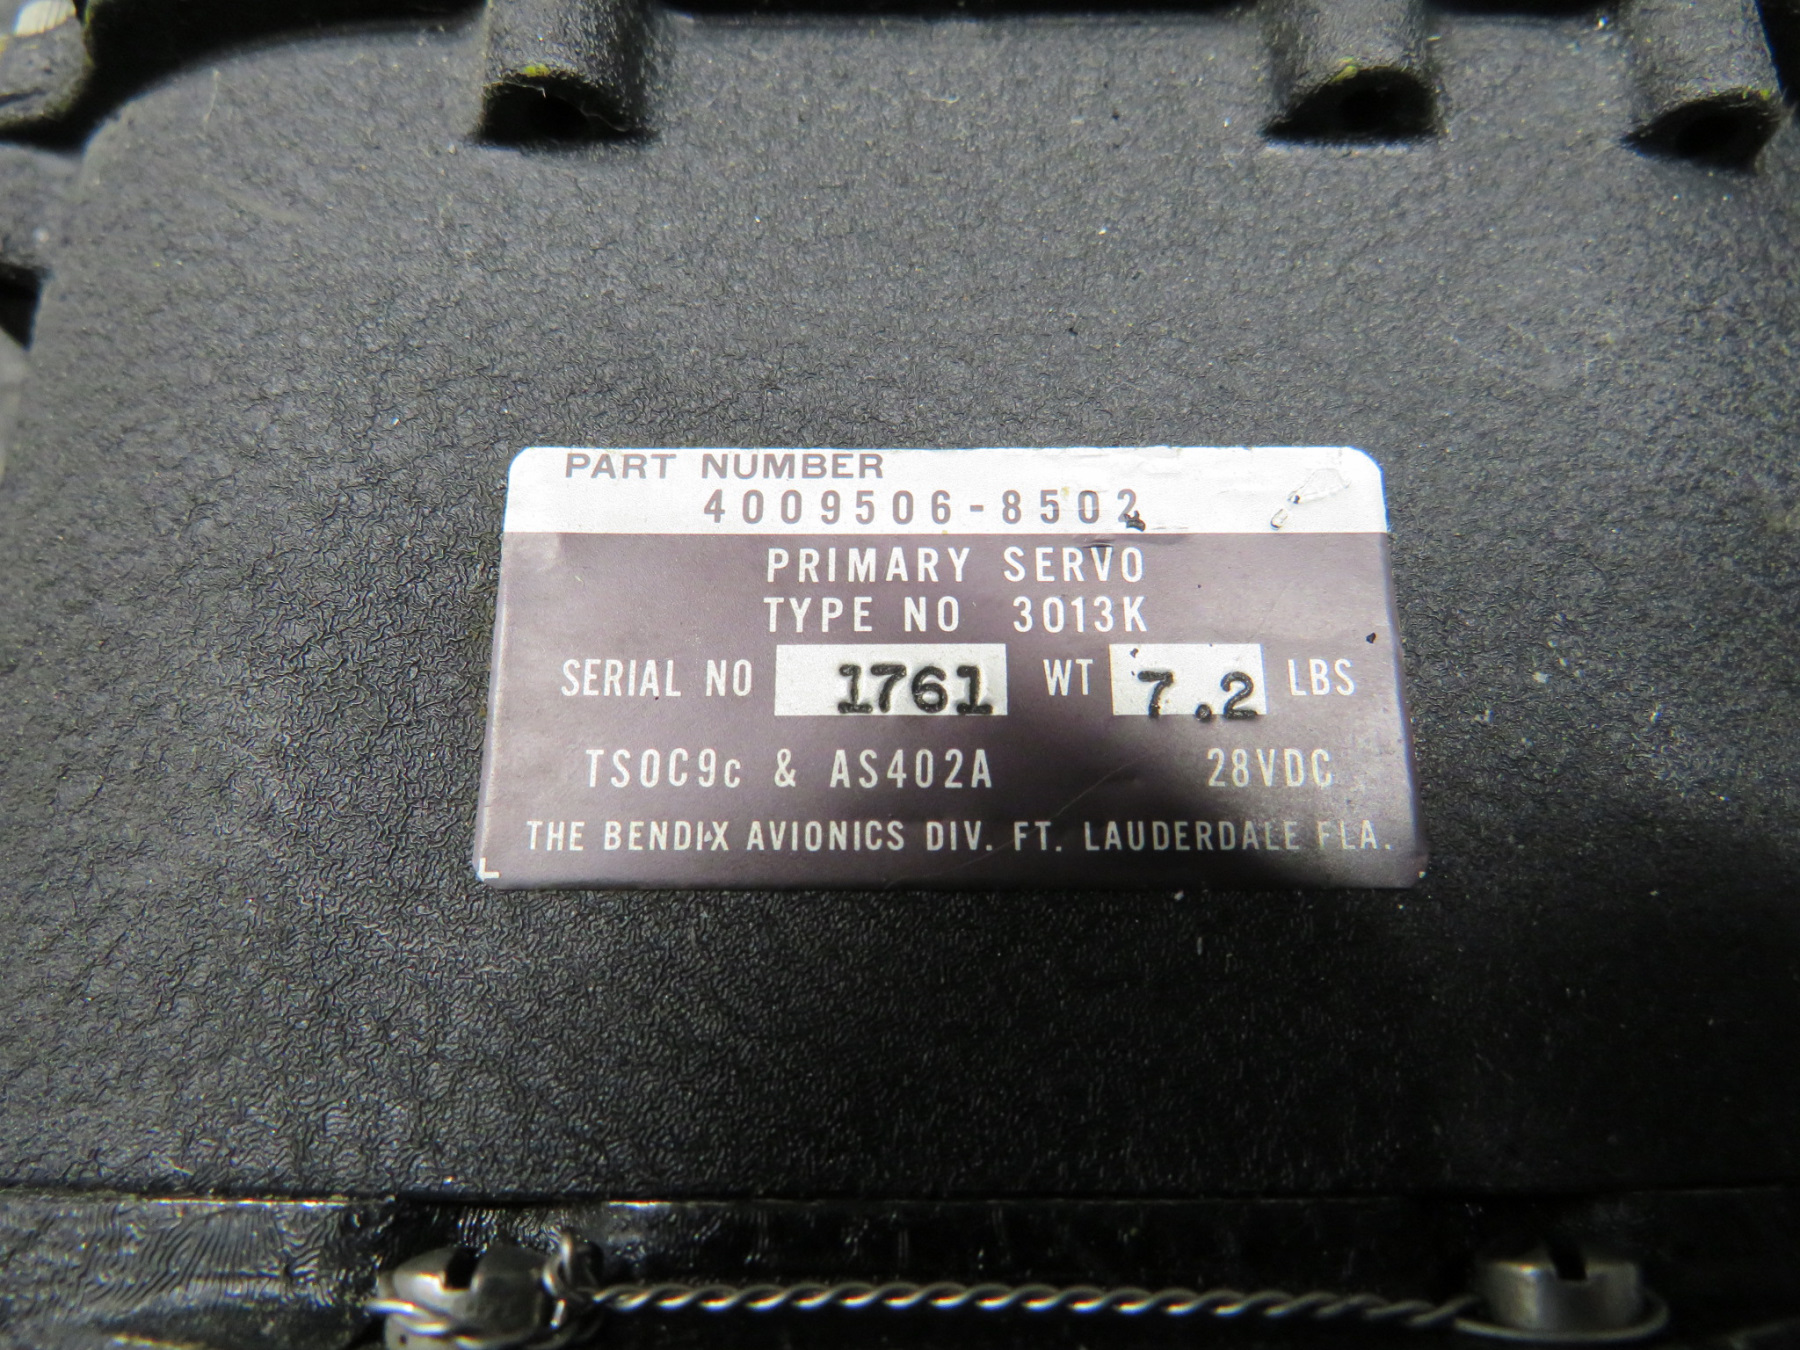 PART NUMBER
4009506-8502
PRIMARY SERVO
TYPE NO 3013K
SERIAL NO 1761 WT 7.2 LBS
TSOC9c & AS402A 28VDC
THE BENDIX AVIONICS DIV. FT. LAUDERDALE FLA.
L